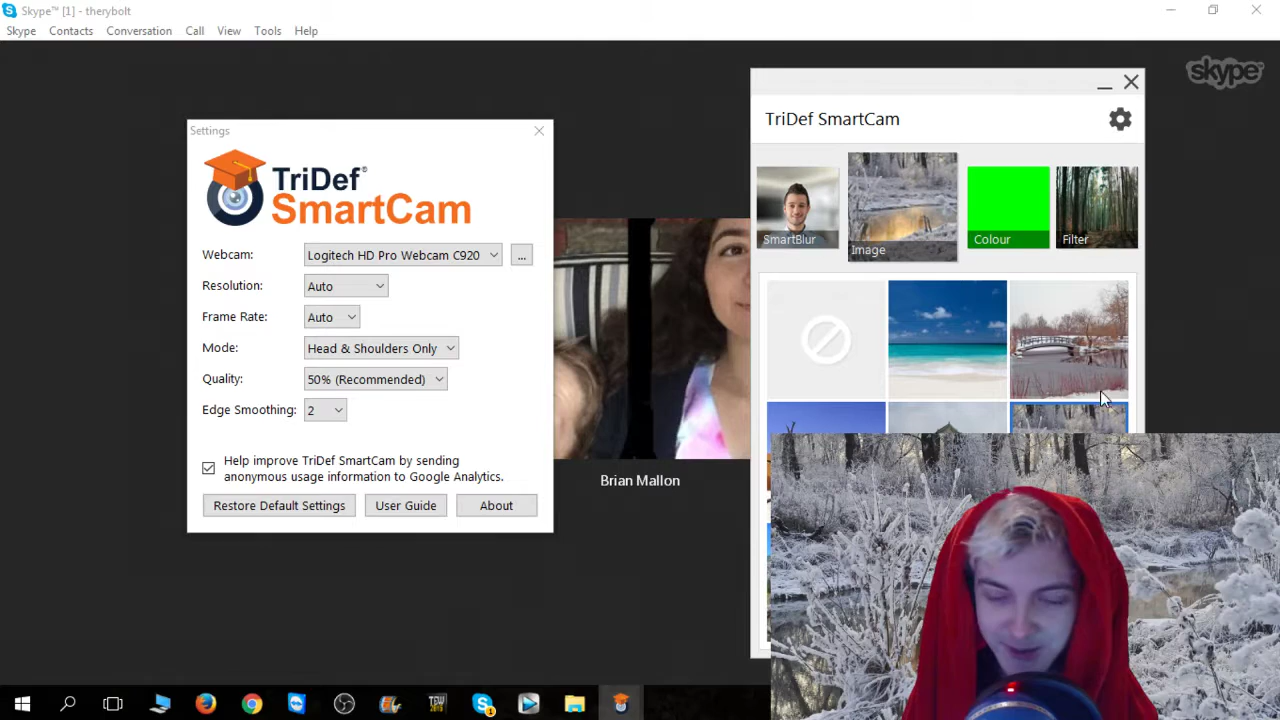 Skype™ [1] - therybolt
Skype Contacts Conversation Call View Tools Help
skype
Settings
TriDef®
SmartCam
Webcam: Logitech HD Pro Webcam C920 ...
Resolution: Auto
Frame Rate: Auto
Mode: Head & Shoulders Only
Quality: 50% (Recommended)
Edge Smoothing: 2
Help improve TriDef SmartCam by sending
anonymous usage information to Google Analytics.
Restore Default Settings User Guide About
Brian Mallon
TriDef SmartCam
SmartBlur Image Colour Filter